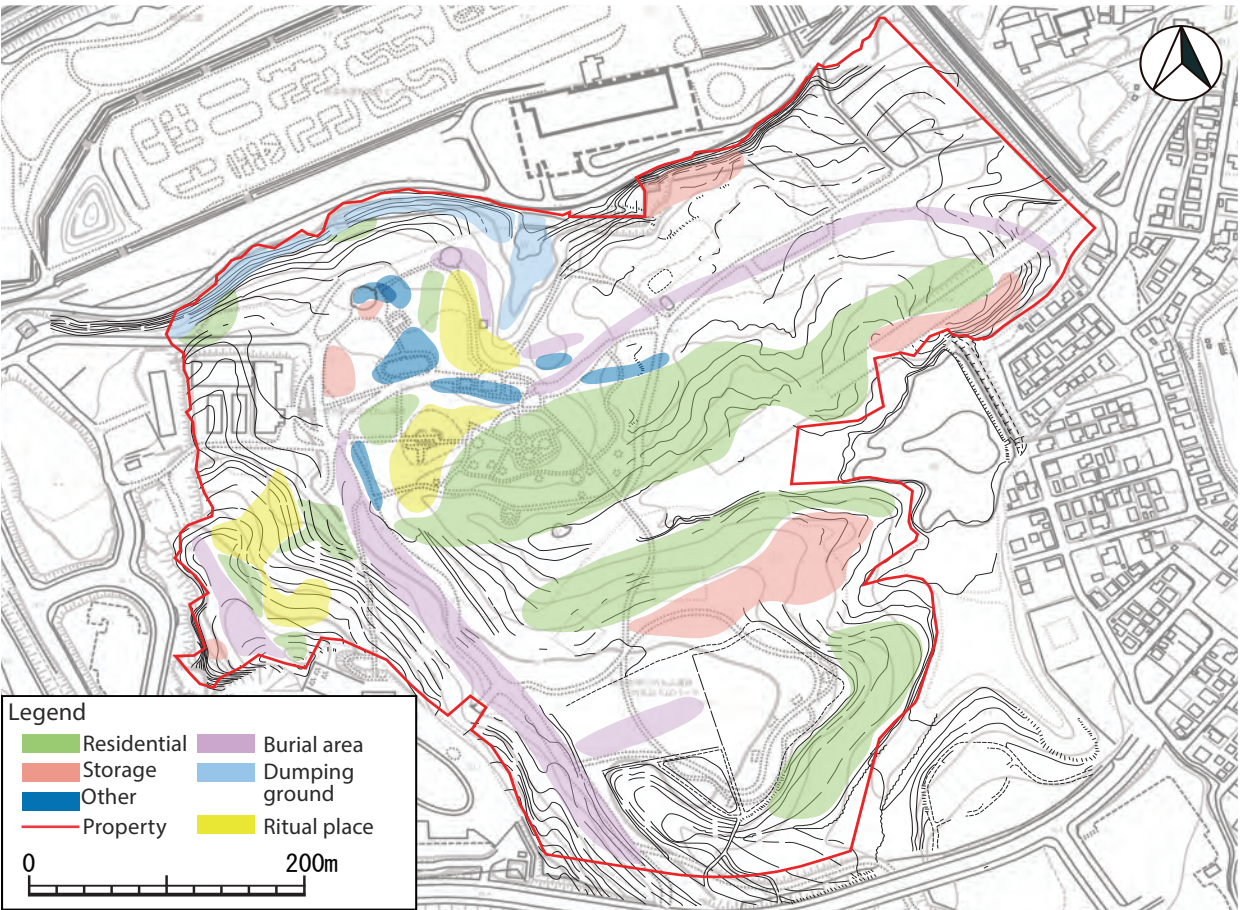 Legend
Residential
Storage
Other
Property
Burial area
Dumping
ground
Ritual place
0
200m